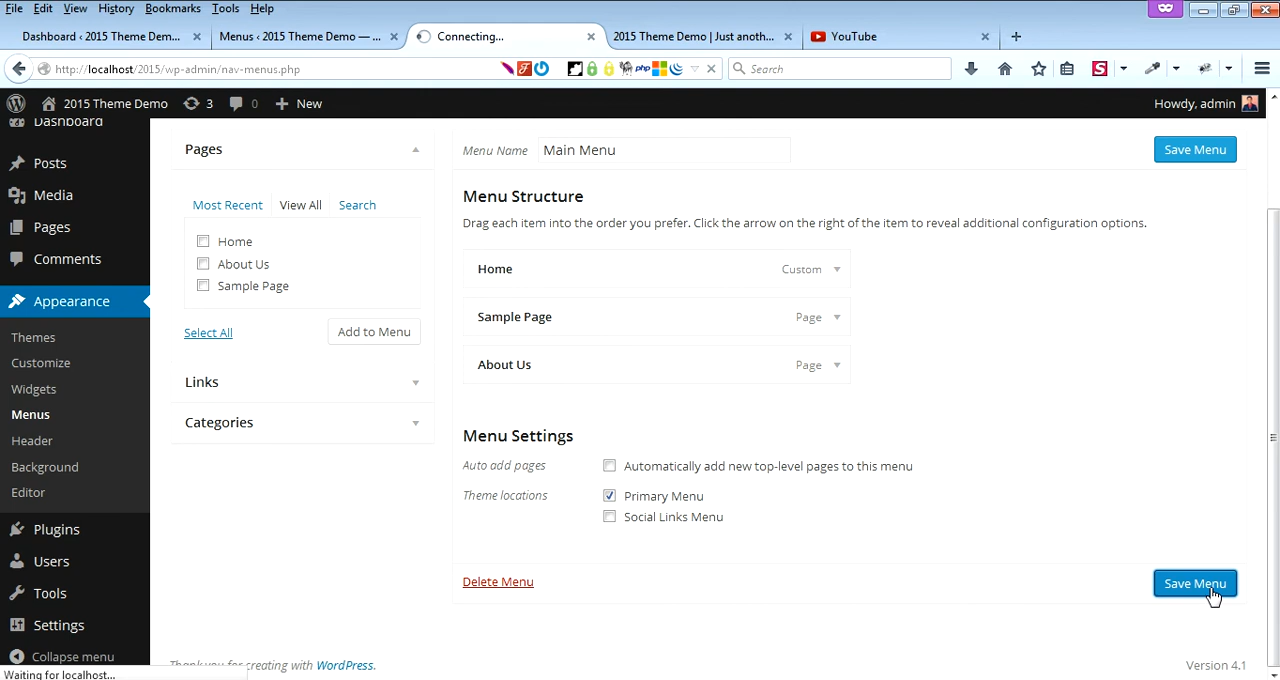 File Edit View History Bookmarks Tools Help
Dashboard ‹ 2015 Theme Dem... × Menus ‹ 2015 Theme Demo — ... × Connecting... × 2015 Theme Demo | Just anoth... × YouTube × +
http://localhost/2015/wp-admin/nav-menus.php php Search S
2015 Theme Demo 3 0 + New Howdy, admin
Dashboard
Posts
Media
Pages
Comments
Appearance
Themes
Customize
Widgets
Menus
Header
Background
Editor
Plugins
Users
Tools
Settings
Collapse menu
Pages
Most Recent View All Search
Home
About Us
Sample Page
Select All Add to Menu
Links
Categories
Menu Name Main Menu Save Menu
Menu Structure
Drag each item into the order you prefer. Click the arrow on the right of the item to reveal additional configuration options.
Home Custom
Sample Page Page
About Us Page
Menu Settings
Auto add pages Automatically add new top-level pages to this menu
Theme locations Primary Menu
Social Links Menu
Delete Menu Save Menu
Thank you for creating with WordPress. Version 4.1
Waiting for localhost...